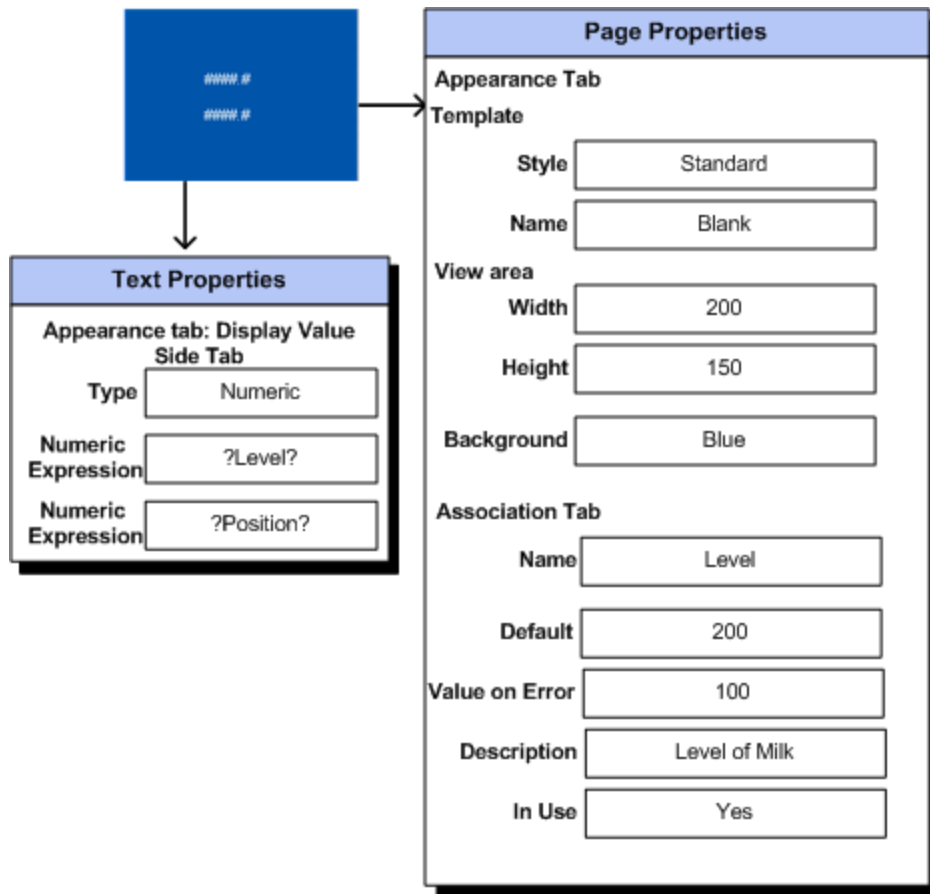 ####.#
####.#
Text Properties
Appearance tab: Display Value
Side Tab
Type Numeric
Numeric
Expression ?Level?
Numeric
Expression ?Position?
Page Properties
Appearance Tab
Template
Style Standard
Name Blank
View area
Width 200
Height 150
Background Blue
Association Tab
Name Level
Default 200
Value on Error 100
Description Level of Milk
In Use Yes